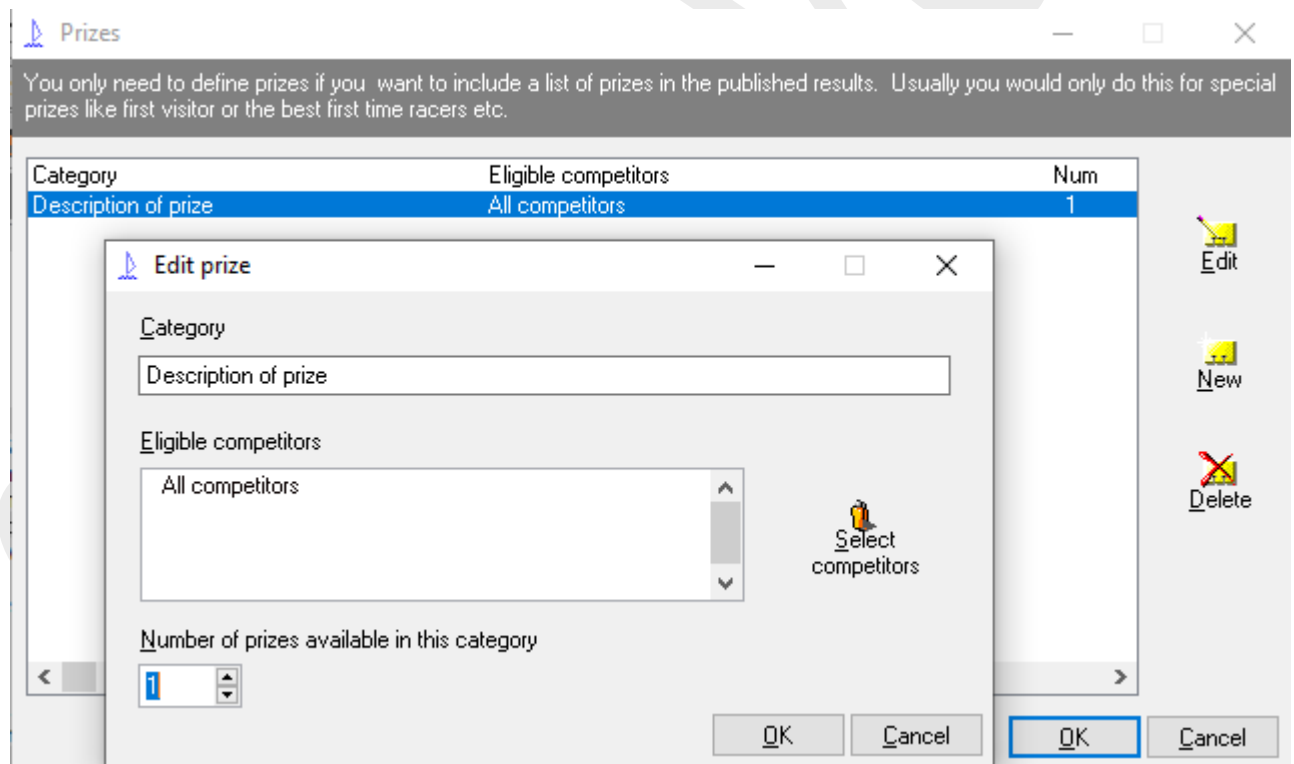 Prizes
You only need to define prizes if you want to include a list of prizes in the published results. Usually you would only do this for special
prizes like first visitor or the best first time racers etc.
Category Eligible competitors Num
Description of prize All competitors 1
Edit prize
Edit
Category
Description of prize
New
Eligible competitors
All competitors
Delete
Select
competitors
Number of prizes available in this category
1
OK Cancel OK Cancel